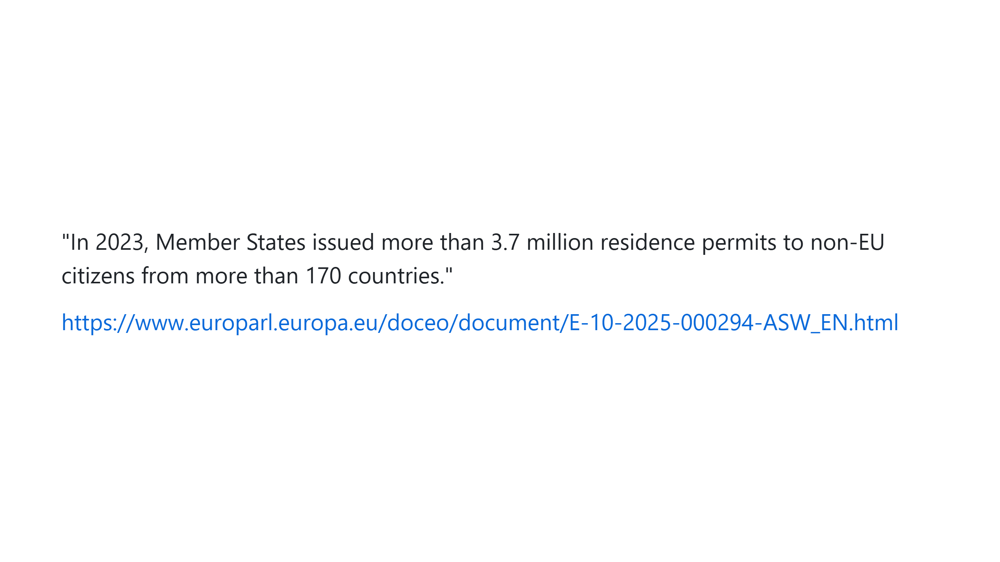 "In 2023, Member States issued more than 3.7 million residence permits to non-EU
citizens from more than 170 countries."
https://www.europarl.europa.eu/doceo/document/E-10-2025-000294-ASW_EN.html